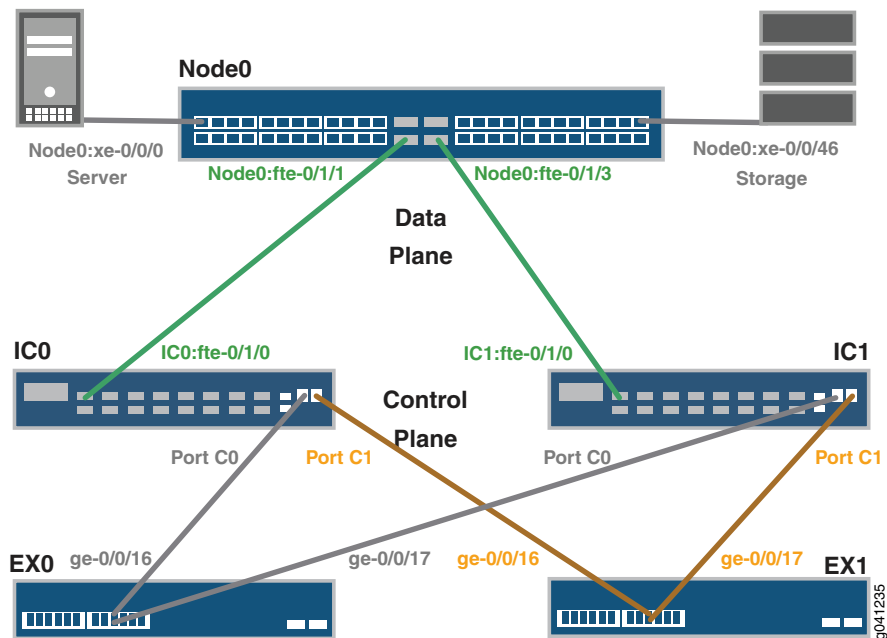 Node0
Node0:xe-0/0/0
Server
Node0:fte-0/1/1
Node0:fte-0/1/3
Node0:xe-0/0/46
Storage
Data
Plane
IC0
IC0:fte-0/1/0
IC1:fte-0/1/0
IC1
Control
Plane
Port C0
Port C1
Port C0
Port C1
EX0
ge-0/0/16
ge-0/0/17
ge-0/0/16
ge-0/0/17
EX1
g041235